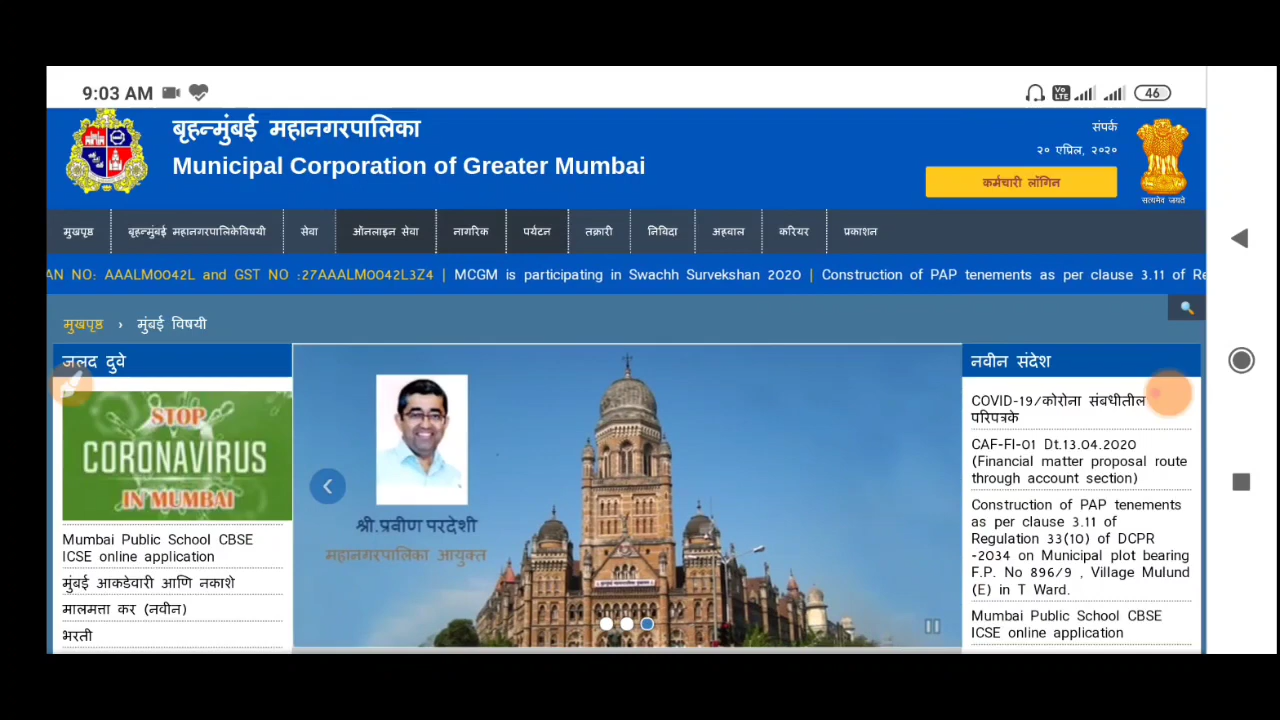 9:03 AM
Vo LTE
46
बृहन्मुंबई महानगरपालिका
Municipal Corporation of Greater Mumbai
संपर्क
२० एप्रिल, २०२०
कर्मचारी लॉगिन
सत्यमेव जयते
मुखपृष्ठ बृहन्मुंबई महानगरपालिकेविषयी सेवा ऑनलाइन सेवा नागरिक पर्यटन तक्रारी निविदा अहवाल करियर प्रकाशन
AN NO: AAALM0042L and GST NO :27AAALM0042L3Z4 | MCGM is participating in Swachh Survekshan 2020 | Construction of PAP tenements as per clause 3.11 of Re
मुखपृष्ठ › मुंबई विषयी
जलद दुवे
STOP
CORONAVIRUS
IN MUMBAI
Mumbai Public School CBSE
ICSE online application
मुंबई आकडेवारी आणि नकाशे
मालमत्ता कर (नवीन)
भरती
श्री.प्रवीण परदेशी
महानगरपालिका आयुक्त
नवीन संदेश
COVID-19/कोरोना संबधीतील
परिपत्रके
CAF-FI-01 Dt.13.04.2020
(Financial matter proposal route
through account section)
Construction of PAP tenements
as per clause 3.11 of
Regulation 33(10) of DCPR
-2034 on Municipal plot bearing
F.P. No 896/9 , Village Mulund
(E) in T Ward.
Mumbai Public School CBSE
ICSE online application